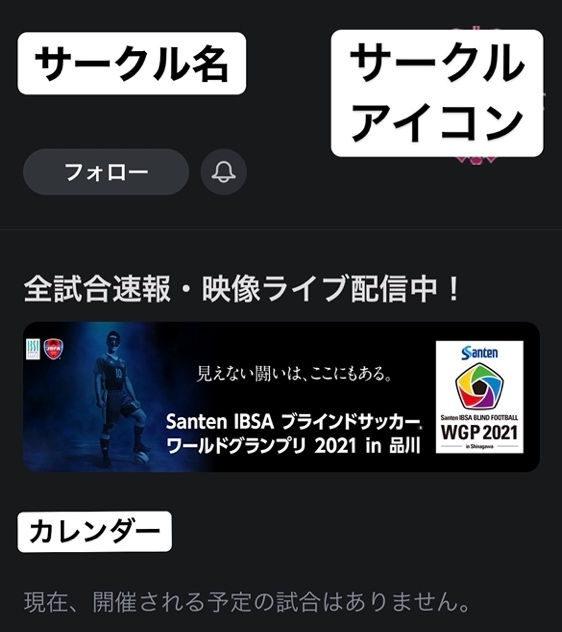 サークル名
サークル
アイコン
フォロー
全試合速報・映像ライブ配信中！
見えない闘いは、ここにもある。
Santen IBSA ブラインドサッカー
ワールドグランプリ 2021 in 品川
Santen
Santen IBSA BLIND FOOTBALL
WGP 2021
in Shinagawa
カレンダー
現在、開催される予定の試合はありません。